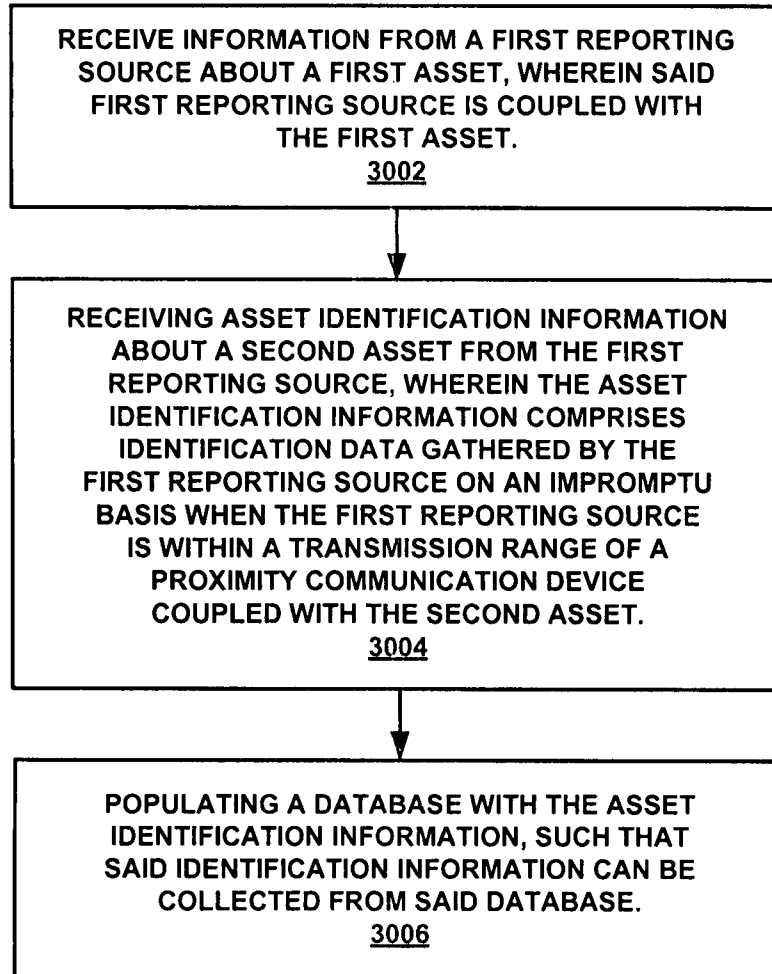 RECEIVE INFORMATION FROM A FIRST REPORTING
SOURCE ABOUT A FIRST ASSET, WHEREIN SAID
FIRST REPORTING SOURCE IS COUPLED WITH
THE FIRST ASSET.
3002
RECEIVING ASSET IDENTIFICATION INFORMATION
ABOUT A SECOND ASSET FROM THE FIRST
REPORTING SOURCE, WHEREIN THE ASSET
IDENTIFICATION INFORMATION COMPRISES
IDENTIFICATION DATA GATHERED BY THE
FIRST REPORTING SOURCE ON AN IMPROMPTU
BASIS WHEN THE FIRST REPORTING SOURCE
IS WITHIN A TRANSMISSION RANGE OF A
PROXIMITY COMMUNICATION DEVICE
COUPLED WITH THE SECOND ASSET.
3004
POPULATING A DATABASE WITH THE ASSET
IDENTIFICATION INFORMATION, SUCH THAT
SAID IDENTIFICATION INFORMATION CAN BE
COLLECTED FROM SAID DATABASE.
3006